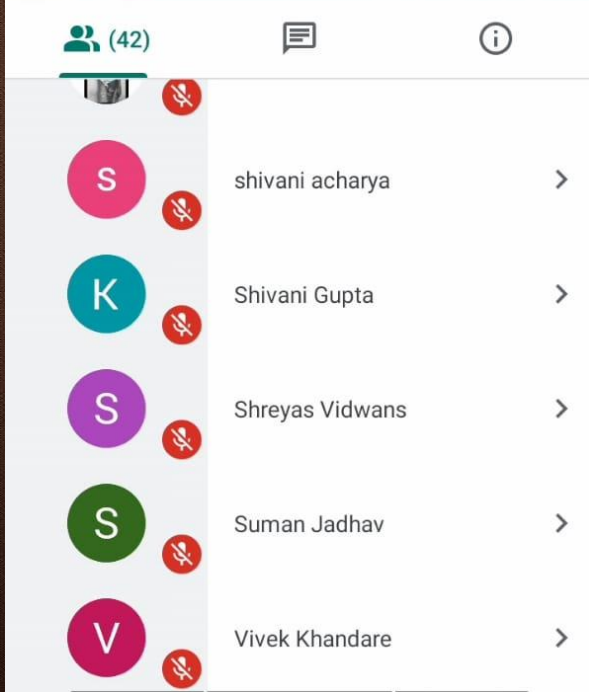 (42)
s
shivani acharya
K
Shivani Gupta
S
Shreyas Vidwans
S
Suman Jadhav
V
Vivek Khandare